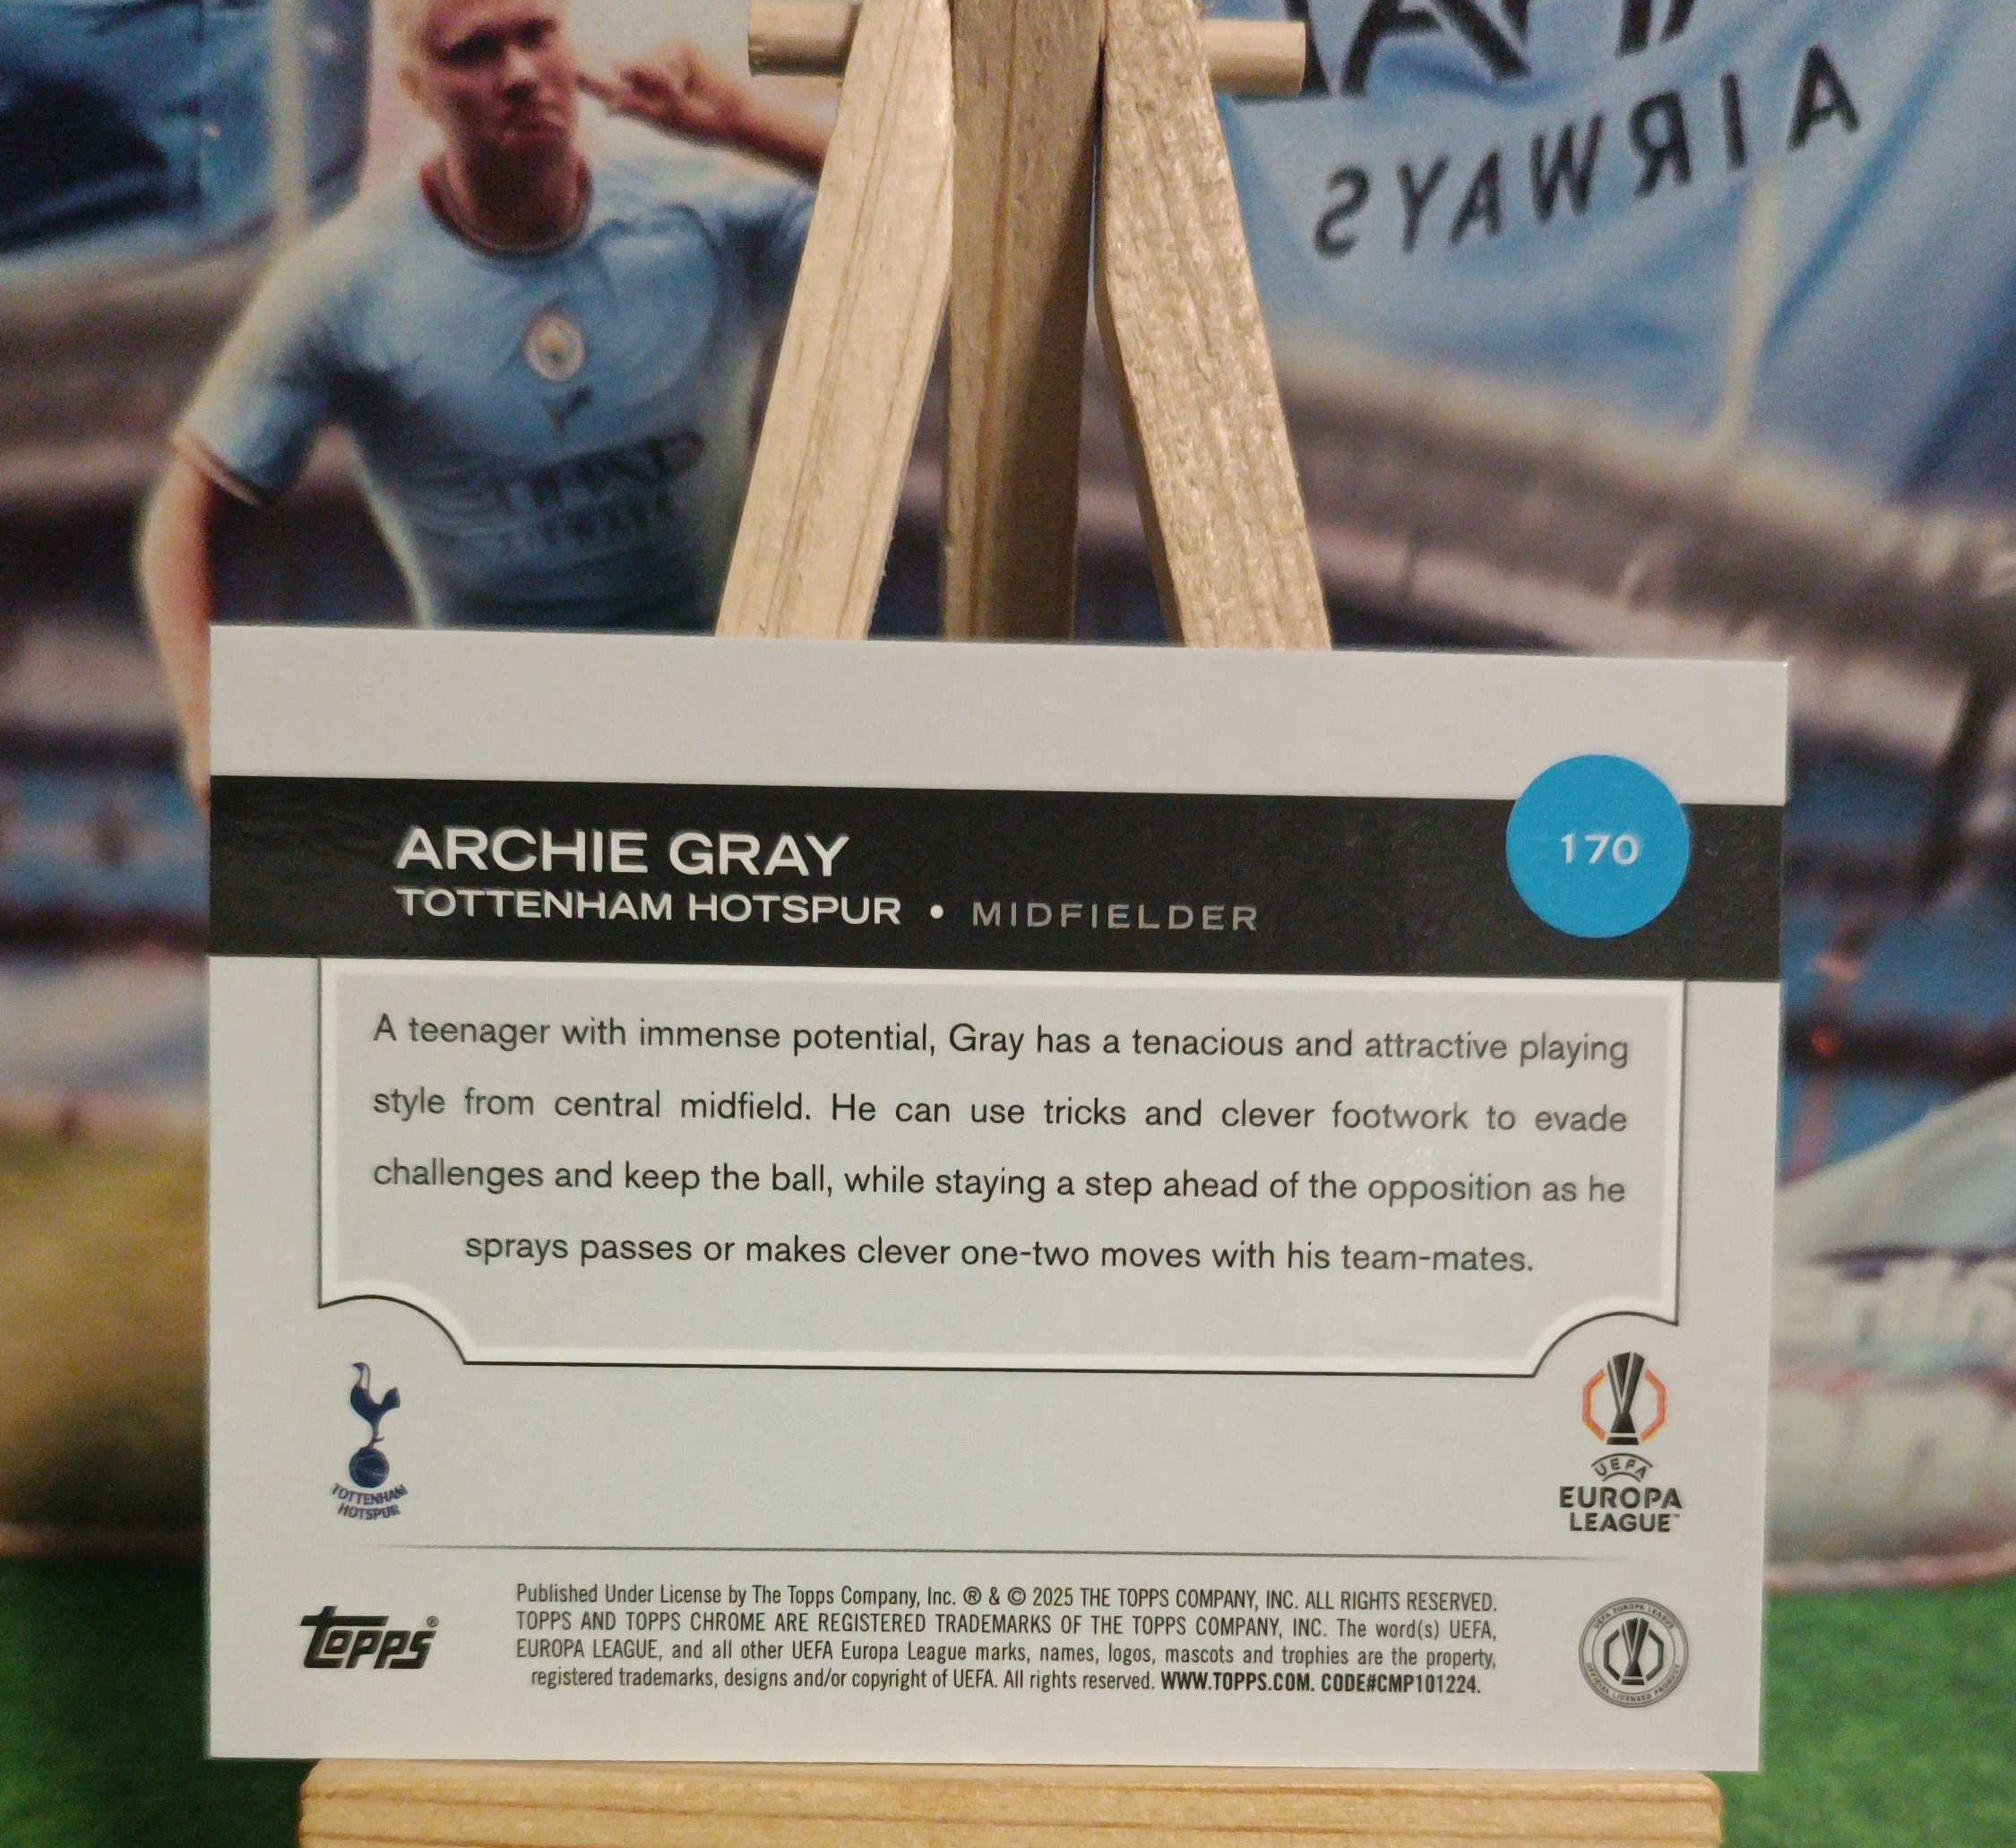 AIRWAYS
ARCHIE GRAY
170
TOTTENHAM HOTSPUR • MIDFIELDER
A teenager with immense potential, Gray has a tenacious and attractive playing
style from central midfield. He can use tricks and clever footwork to evade
challenges and keep the ball, while staying a step ahead of the opposition as he
sprays passes or makes clever one-two moves with his team-mates.
TOTTENHAM
HOTSPUR
UEFA
EUROPA
LEAGUE™
topps®
Published Under License by The Topps Company, Inc. ® & © 2025 THE TOPPS COMPANY, INC. ALL RIGHTS RESERVED.
TOPPS AND TOPPS CHROME ARE REGISTERED TRADEMARKS OF THE TOPPS COMPANY, INC. The word(s) UEFA,
EUROPA LEAGUE, and all other UEFA Europa League marks, names, logos, mascots and trophies are the property,
registered trademarks, designs and/or copyright of UEFA. All rights reserved. WWW.TOPPS.COM. CODE#CMP101224.
UEFA EUROPA LEAGUE
OFFICIAL LICENSED PRODUCT